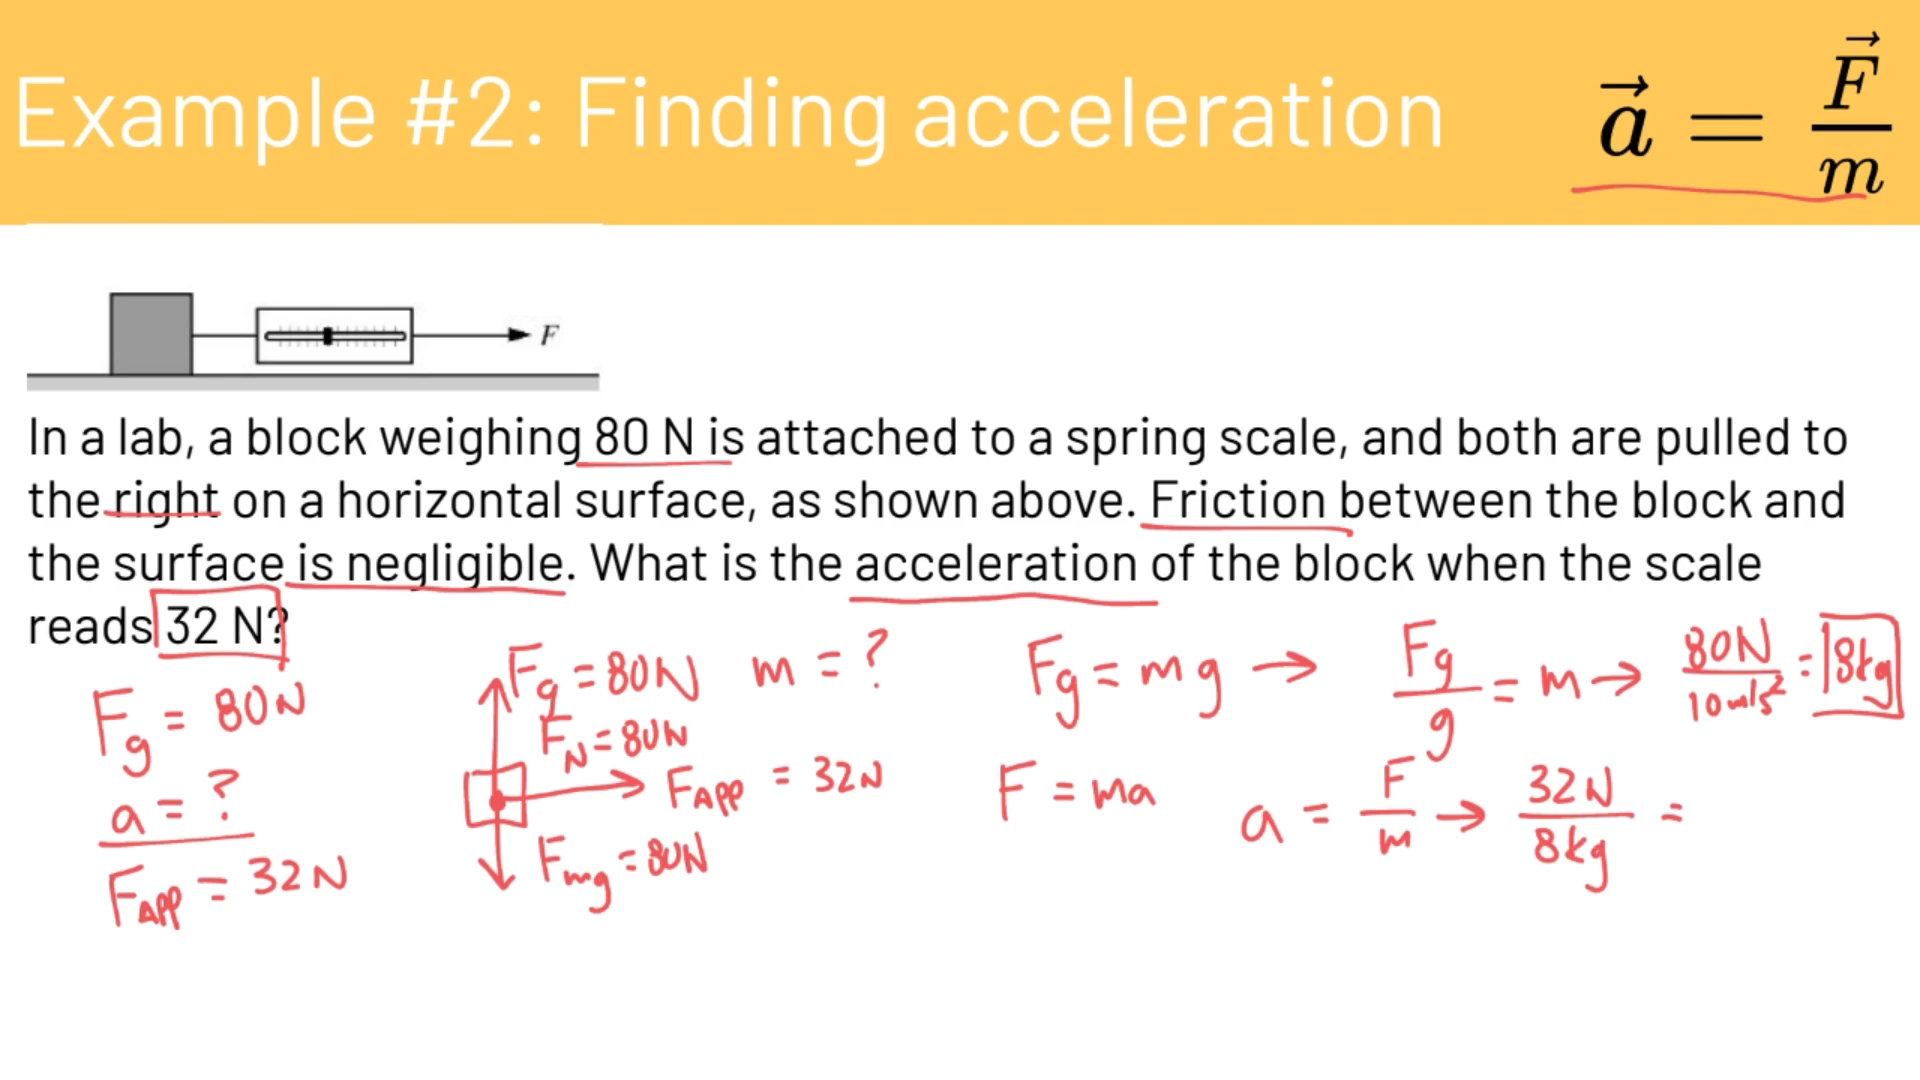 Example #2: Finding acceleration
a = F/m
F
In a lab, a block weighing 80 N is attached to a spring scale, and both are pulled to
the right on a horizontal surface, as shown above. Friction between the block and
the surface is negligible. What is the acceleration of the block when the scale
reads 32 N?
Fg = 80N
a = ?
FAPP = 32N
Fg = 80N m = ?
FN = 80N
FAPP = 32N
Fmg = 80N
Fg = mg → Fg/g = m → 80N/10m/s² = 8kg
F = ma
a = F/m → 32N/8kg =